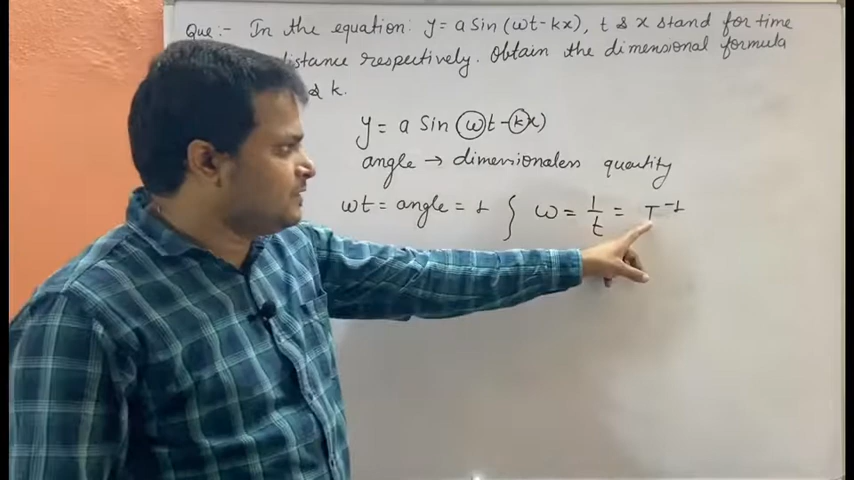 Que:- In the equation: y = a sin (ωt-kx), t & x stand for time
distance respectively. Obtain the dimensional formula
& k.
y = a sin (ωt-kx)
angle → dimensionless quantity
ωt = angle = 1 { ω = 1/t = T⁻¹